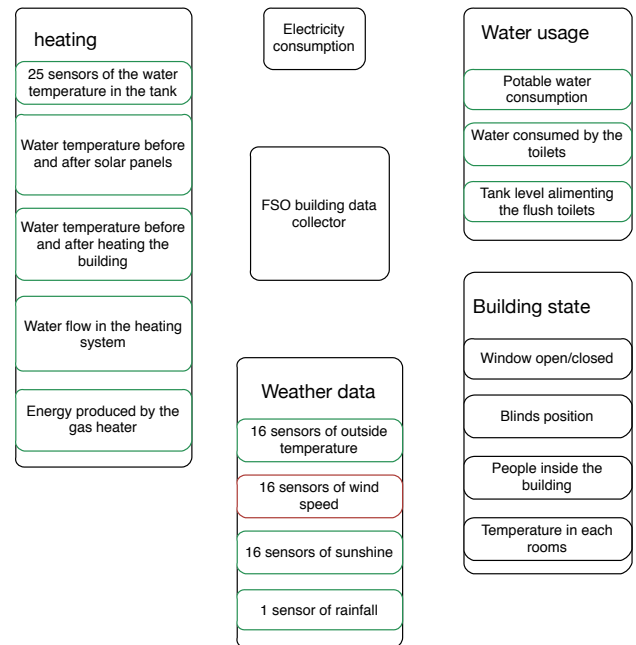 heating
25 sensors of the water
temperature in the tank
Water temperature before
and after solar panels
Water temperature before
and after heating the
building
Water flow in the heating
system
Energy produced by the
gas heater
Electricity
consumption
FSO building data
collector
Weather data
16 sensors of outside
temperature
16 sensors of wind
speed
16 sensors of sunshine
1 sensor of rainfall
Water usage
Potable water
consumption
Water consumed by the
toilets
Tank level alimenting
the flush toilets
Building state
Window open/closed
Blinds position
People inside the
building
Temperature in each
rooms